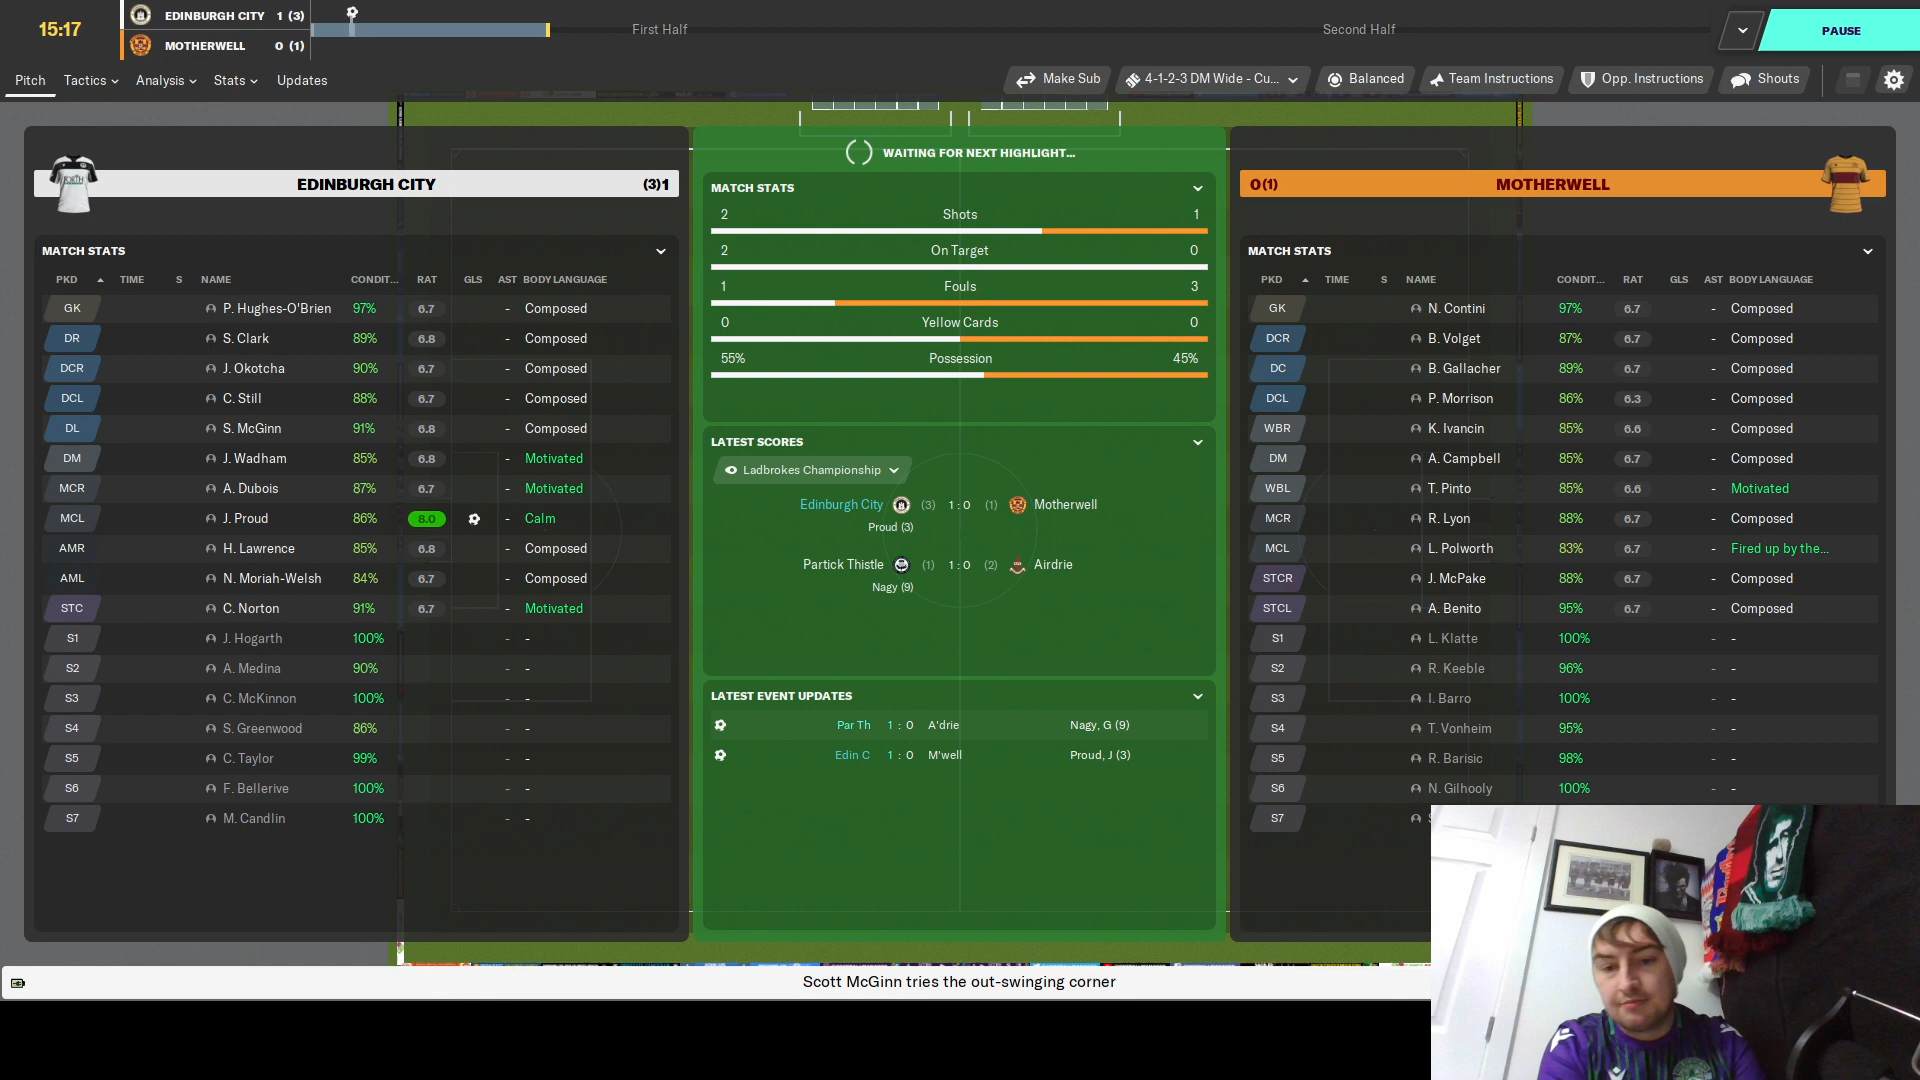 15:17
EDINBURGH CITY 1 (3)
MOTHERWELL 0 (1)
First Half
Second Half
PAUSE
Pitch Tactics Analysis Stats Updates
Make Sub 4-1-2-3 DM Wide - Cu... Balanced Team Instructions Opp. Instructions Shouts
EDINBURGH CITY (3)1
MATCH STATS
PKD TIME S NAME CONDIT... RAT GLS AST BODY LANGUAGE
GK P. Hughes-O'Brien 97% 6.7 - Composed
DR S. Clark 89% 6.8 - Composed
DCR J. Okotcha 90% 6.7 - Composed
DCL C. Still 88% 6.7 - Composed
DL S. McGinn 91% 6.8 - Composed
DM J. Wadham 85% 6.8 - Motivated
MCR A. Dubois 87% 6.7 - Motivated
MCL J. Proud 86% 8.0 - Calm
AMR H. Lawrence 85% 6.8 - Composed
AML N. Moriah-Welsh 84% 6.7 - Composed
STC C. Norton 91% 6.7 - Motivated
S1 J. Hogarth 100% - -
S2 A. Medina 90% - -
S3 C. McKinnon 100% - -
S4 S. Greenwood 86% - -
S5 C. Taylor 99% - -
S6 F. Bellerive 100% - -
S7 M. Candlin 100% - -
WAITING FOR NEXT HIGHLIGHT...
MATCH STATS
2 Shots 1
2 On Target 0
1 Fouls 3
0 Yellow Cards 0
55% Possession 45%
LATEST SCORES
Ladbrokes Championship
Edinburgh City (3) 1 : 0 (1) Motherwell
Proud (3)
Partick Thistle (1) 1 : 0 (2) Airdrie
Nagy (9)
LATEST EVENT UPDATES
Par Th 1 : 0 A'drie Nagy, G (9)
Edin C 1 : 0 M'well Proud, J (3)
0(1) MOTHERWELL
MATCH STATS
PKD TIME S NAME CONDIT... RAT GLS AST BODY LANGUAGE
GK N. Contini 97% 6.7 - Composed
DCR B. Volget 87% 6.7 - Composed
DC B. Gallacher 89% 6.7 - Composed
DCL P. Morrison 86% 6.3 - Composed
WBR K. Ivancin 85% 6.6 - Composed
DM A. Campbell 85% 6.7 - Composed
WBL T. Pinto 85% 6.6 - Motivated
MCR R. Lyon 88% 6.7 - Composed
MCL L. Polworth 83% 6.7 - Fired up by the...
STCR J. McPake 88% 6.7 - Composed
STCL A. Benito 95% 6.7 - Composed
S1 L. Klatte 100% - -
S2 R. Keeble 96% - -
S3 I. Barro 100% - -
S4 T. Vonheim 95% - -
S5 R. Barisic 98% - -
S6 N. Gilhooly 100% - -
S7
Scott McGinn tries the out-swinging corner